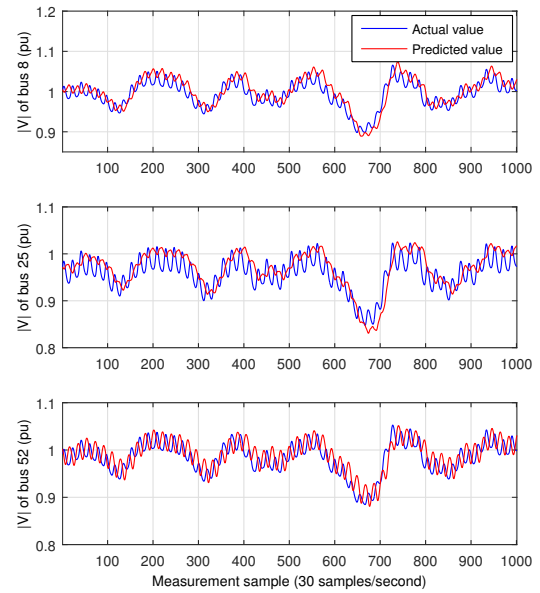 Actual value
Predicted value
|V| of bus 8 (pu)
1.2
1.1
1
0.9
100 200 300 400 500 600 700 800 900 1000
|V| of bus 25 (pu)
1.1
1
0.9
0.8
100 200 300 400 500 600 700 800 900 1000
|V| of bus 52 (pu)
1.1
1
0.9
0.8
100 200 300 400 500 600 700 800 900 1000
Measurement sample (30 samples/second)